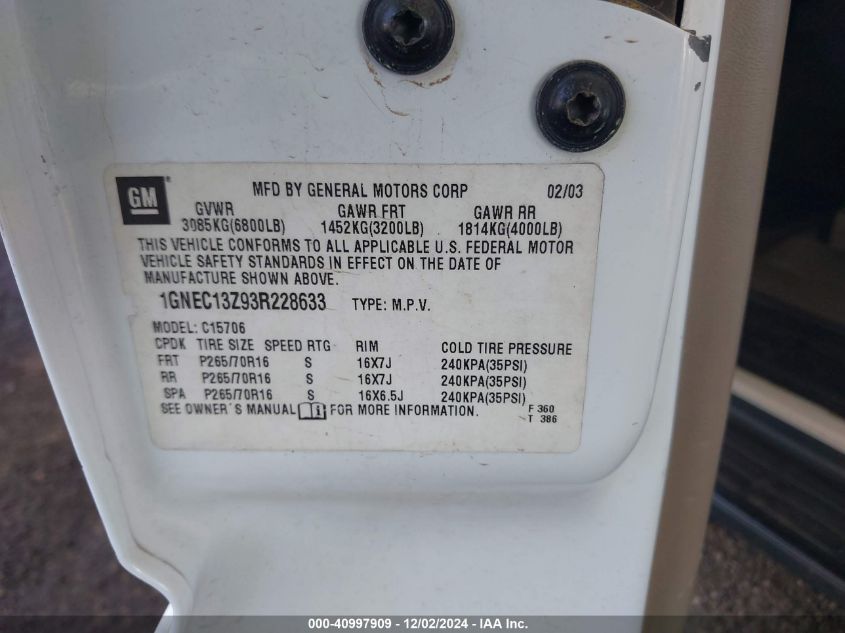 GM
MFD BY GENERAL MOTORS CORP 02/03
GVWR GAWR FRT GAWR RR
3085KG(6800LB) 1452KG(3200LB) 1814KG(4000LB)
THIS VEHICLE CONFORMS TO ALL APPLICABLE U.S. FEDERAL MOTOR
VEHICLE SAFETY STANDARDS IN EFFECT ON THE DATE OF
MANUFACTURE SHOWN ABOVE.
1GNEC13Z93R228633 TYPE: M.P.V.
MODEL: C15706
CPDK TIRE SIZE SPEED RTG RIM COLD TIRE PRESSURE
FRT P265/70R16 S 16X7J 240KPA(35PSI)
RR P265/70R16 S 16X7J 240KPA(35PSI)
SPA P265/70R16 S 16X6.5J 240KPA(35PSI)
SEE OWNER'S MANUAL i FOR MORE INFORMATION. F 360
T 386
000-40997909 - 12/02/2024 - IAA Inc.